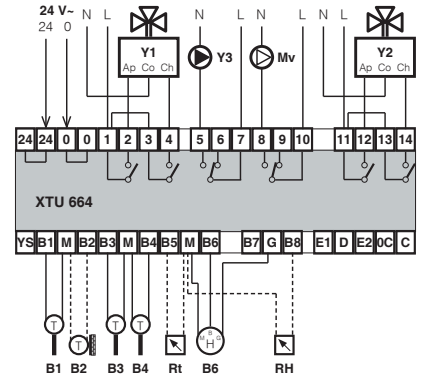 24 V~ N L N L N L N L
24 0
Y1 Y3 Mv Y2
Ap Co Ch Ap Co Ch
24 24 0 0 1 2 3 4 5 6 7 8 9 10 11 12 13 14
XTU 664
YS B1 M B2 B3 M B4 B5 M B6 B7 G B8 E1 D E2 0C C
T T T T M B G
H
B1 B2 B3 B4 Rt B6 RH